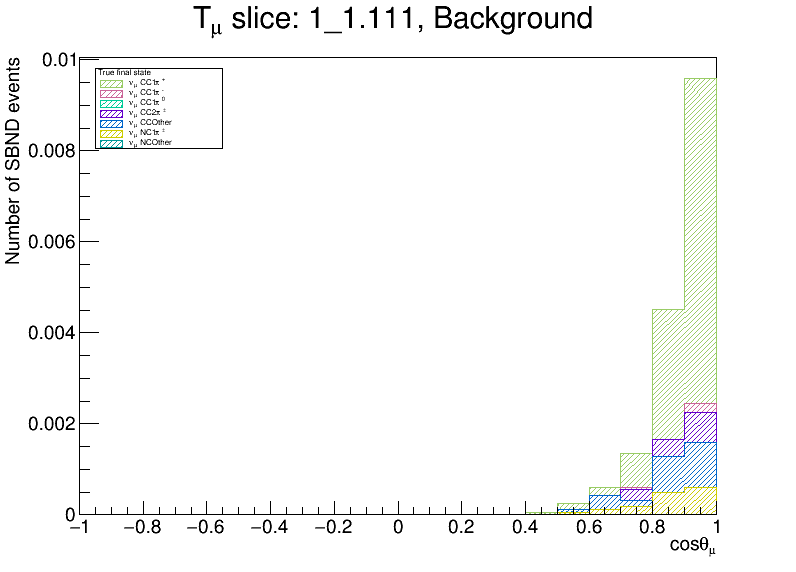 Tμ slice: 1_1.111, Background
Number of SBND events
0.01
0.008
0.006
0.004
0.002
0
True final state
νμ CC1π+
νμ CC1π-
νμ CC1π0
νμ CC2π±
νμ CCOther
νμ NC1π±
νμ NCOther
−1 −0.8 −0.6 −0.4 −0.2 0 0.2 0.4 0.6 0.8 1
cosθμ